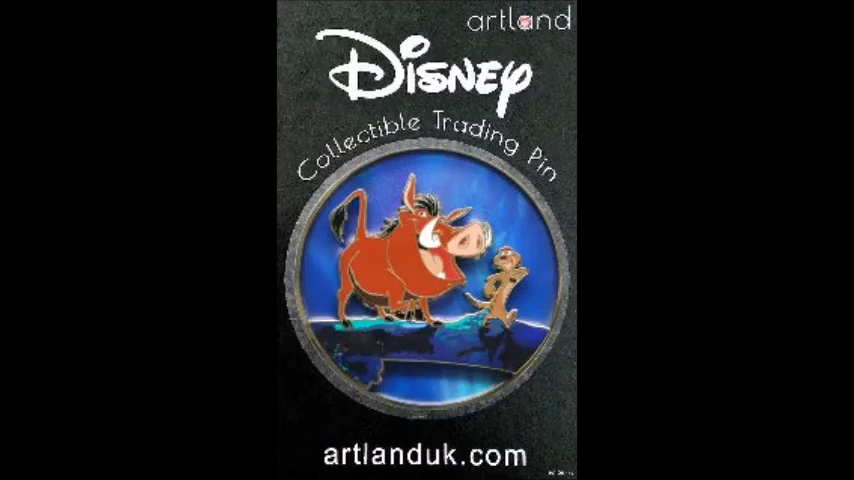 artland
Disney
Collectible Trading Pin
artlanduk.com